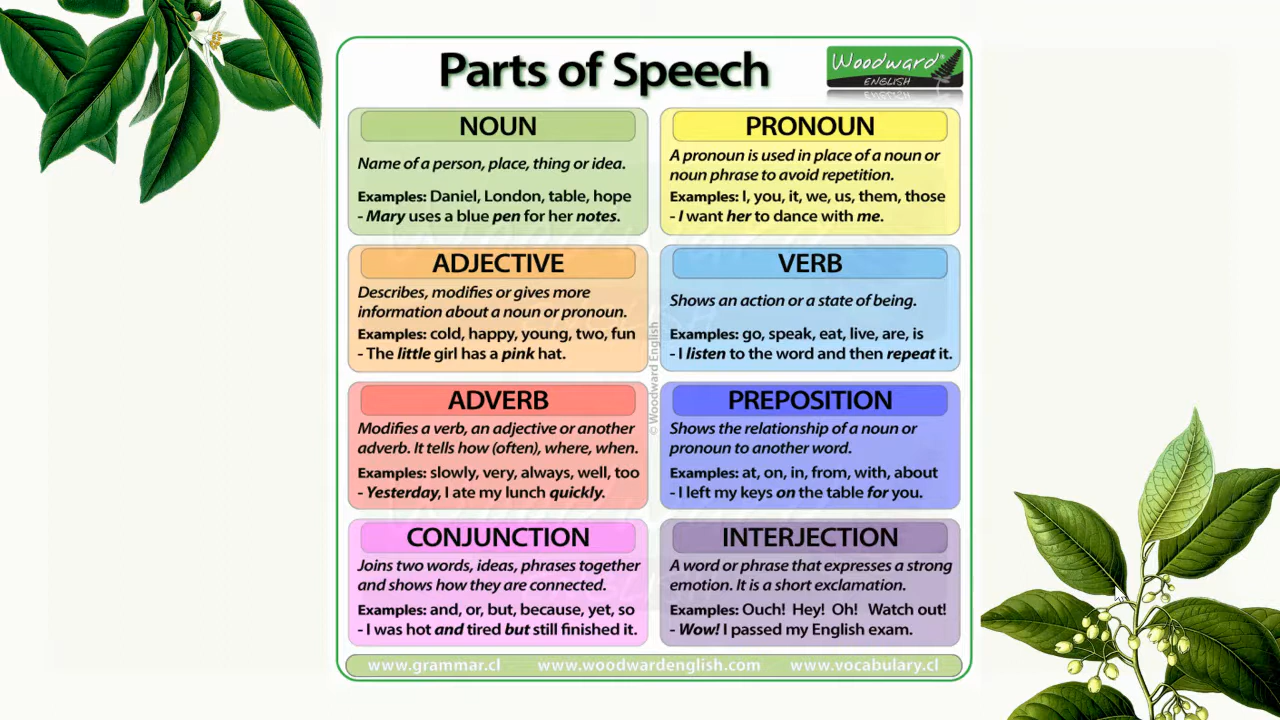 Parts of Speech
Woodward®
ENGLISH
NOUN
Name of a person, place, thing or idea.
Examples: Daniel, London, table, hope
- Mary uses a blue pen for her notes.
PRONOUN
A pronoun is used in place of a noun or
noun phrase to avoid repetition.
Examples: I, you, it, we, us, them, those
- I want her to dance with me.
ADJECTIVE
Describes, modifies or gives more
information about a noun or pronoun.
Examples: cold, happy, young, two, fun
- The little girl has a pink hat.
VERB
Shows an action or a state of being.
Examples: go, speak, eat, live, are, is
- I listen to the word and then repeat it.
ADVERB
Modifies a verb, an adjective or another
adverb. It tells how (often), where, when.
Examples: slowly, very, always, well, too
- Yesterday, I ate my lunch quickly.
PREPOSITION
Shows the relationship of a noun or
pronoun to another word.
Examples: at, on, in, from, with, about
- I left my keys on the table for you.
CONJUNCTION
Joins two words, ideas, phrases together
and shows how they are connected.
Examples: and, or, but, because, yet, so
- I was hot and tired but still finished it.
INTERJECTION
A word or phrase that expresses a strong
emotion. It is a short exclamation.
Examples: Ouch! Hey! Oh! Watch out!
- Wow! I passed my English exam.
© Woodward English
www.grammar.cl www.woodwardenglish.com www.vocabulary.cl